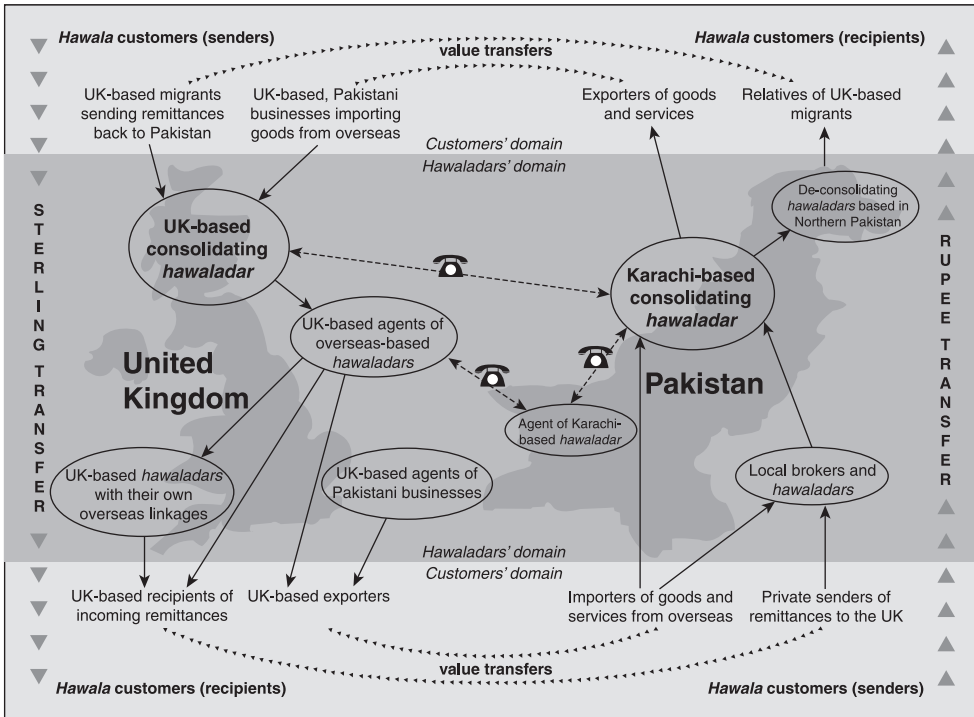 Hawala customers (senders)
Hawala customers (recipients)
value transfers
UK-based migrants
sending remittances
back to Pakistan
UK-based, Pakistani
businesses importing
goods from overseas
Exporters of goods
and services
Relatives of UK-based
migrants
Customers' domain
Hawaladars' domain
STERLING TRANSFER
UK-based
consolidating
hawaladar
De-consolidating
hawaladars based in
Northern Pakistan
Karachi-based
consolidating
hawaladar
RUPEE TRANSFER
UK-based agents of
overseas-based
hawaladars
United
Kingdom
Pakistan
Agent of Karachi-
based hawaladar
UK-based hawaladars
with their own
overseas linkages
UK-based agents of
Pakistani businesses
Local brokers and
hawaladars
Hawaladars' domain
Customers' domain
UK-based recipients of
incoming remittances
UK-based exporters
Importers of goods and
services from overseas
Private senders of
remittances to the UK
value transfers
Hawala customers (recipients)
Hawala customers (senders)